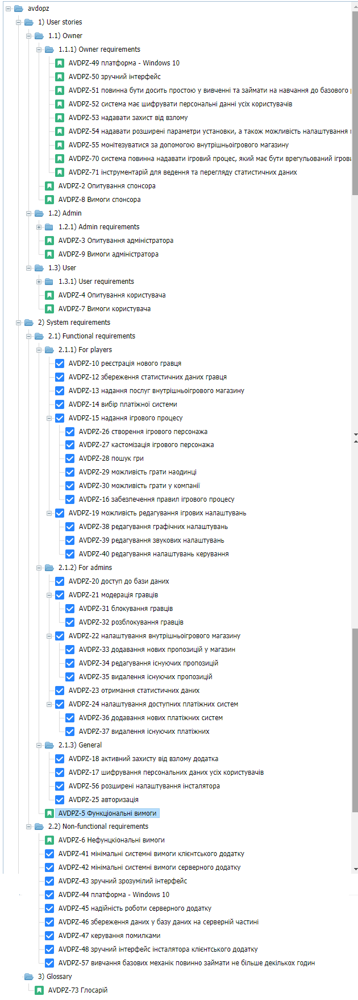 avdopz
1) User stories
1.1) Owner
1.1.1) Owner requirements
AVDPZ-49 платформа - Windows 10
AVDPZ-50 зручний інтерфейс
AVDPZ-51 повинна бути досить простою у вивченні та займати на навчання до базового
AVDPZ-52 система має шифрувати персональні данні усіх користувачів
AVDPZ-53 надавати захист від взлому
AVDPZ-54 надавати розширені параметри установки, а також можливість налаштування
AVDPZ-55 монітезуватися за допомогою внутрішньоігрового магазину
AVDPZ-70 система повинна надавати ігровий процес, який має бути врегульований ігрови
AVDPZ-71 інструментарій для ведення та перегляду статистичних даних
AVDPZ-2 Опитування спонсора
AVDPZ-8 Вимоги спонсора
1.2) Admin
1.2.1) Admin requirements
AVDPZ-3 Опитування адміністратора
AVDPZ-9 Вимоги адміністратора
1.3) User
1.3.1) User requirements
AVDPZ-4 Опитування користувача
AVDPZ-7 Вимоги користувача
2) System requirements
2.1) Functional requirements
2.1.1) For players
AVDPZ-10 реєстрація нового гравця
AVDPZ-12 збереження статистичних даних гравця
AVDPZ-13 надання послуг внутрішньоігрового магазину
AVDPZ-14 вибір платіжної системи
AVDPZ-15 надання ігрового процесу
AVDPZ-26 створення ігрового персонажа
AVDPZ-27 кастомізація ігрового персонажа
AVDPZ-28 пошук гри
AVDPZ-29 можливість грати наодинці
AVDPZ-30 можливість грати у компанії
AVDPZ-16 забезпечення правил ігрового процесу
AVDPZ-19 можливість редагування ігрових налаштувань
AVDPZ-38 редагування графічних налаштувань
AVDPZ-39 редагування звукових налаштувань
AVDPZ-40 редагування налаштувань керування
2.1.2) For admins
AVDPZ-20 доступ до бази даних
AVDPZ-21 модерація гравців
AVDPZ-31 блокування гравців
AVDPZ-32 розблокування гравців
AVDPZ-22 налаштування внутрішньоігрового магазину
AVDPZ-33 додавання нових пропозицій у магазин
AVDPZ-34 редагування існуючих пропозицій
AVDPZ-35 видалення існуючих пропозицій
AVDPZ-23 отримання статистичних даних
AVDPZ-24 налаштування доступних платіжних систем
AVDPZ-36 додавання нових платіжних систем
AVDPZ-37 видалення існуючих платіжних
2.1.3) General
AVDPZ-18 активний захисту від взлому додатка
AVDPZ-17 шифрування персональних даних усіх користувачів
AVDPZ-56 розширені налаштування інсталятора
AVDPZ-25 авторизація
AVDPZ-5 Функціональні вимоги
2.2) Non-functional requirements
AVDPZ-6 Нефунцкіональні вимоги
AVDPZ-41 мінімальні системні вимоги клієнтського додатку
AVDPZ-42 мінімальні системні вимоги серверного додатку
AVDPZ-43 зручний зрозумілий інтерфейс
AVDPZ-44 платформа - Windows 10
AVDPZ-45 надійність роботи серверного додатку
AVDPZ-46 збереження даних у базу даних на серверній частині
AVDPZ-47 керування помилками
AVDPZ-48 зручний інтерфейс інсталятора клієнтського додатку
AVDPZ-57 вивчання базових механік повинно займати не більше декількох годин
3) Glossary
AVDPZ-73 Глосарій